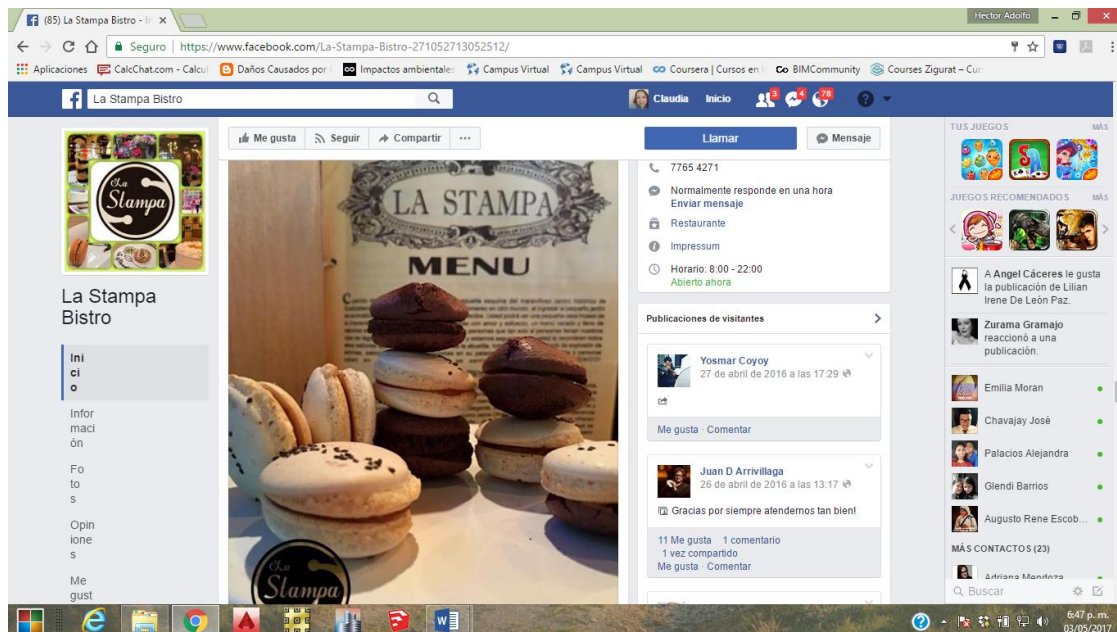 (85) La Stampa Bistro - In
Hector Adolfo
Seguro | https://www.facebook.com/La-Stampa-Bistro-271052713052512/
Aplicaciones CalcChat.com - Calcul Daños Causados por Impactos ambientale Campus Virtual Campus Virtual Coursera | Cursos en BIMCommunity Courses Zigurat – Cur
La Stampa Bistro
Claudia Inicio 3 4 78
La Stampa
La Stampa Bistro
Ini
ci
o
Infor
maci
ón
Fo
to
s
Opin
ione
s
Me
gust
Me gusta Seguir Compartir ...
LA STAMPA
MENU
La Stampa
Llamar Mensaje
7765 4271
Normalmente responde en una hora
Enviar mensaje
Restaurante
Impressum
Horario: 8:00 - 22:00
Abierto ahora
Publicaciones de visitantes
Yosmar Coyoy
27 de abril de 2016 a las 17:29
Me gusta · Comentar
Juan D Arrivillaga
26 de abril de 2016 a las 13:17
Gracias por siempre atendernos tan bien!
11 Me gusta 1 comentario
1 vez compartido
Me gusta · Comentar
TUS JUEGOS MÁS
JUEGOS RECOMENDADOS MÁS
A Angel Cáceres le gusta
la publicación de Lilian
Irene De León Paz.
Zurama Gramajo
reaccionó a una
publicación.
Emilia Moran
Chavajay Josè
Palacios Alejandra
Glendi Barrios
Augusto Rene Escob...
MÁS CONTACTOS (23)
Adriana Mendoza
Buscar
6:47 p. m.
03/05/2017